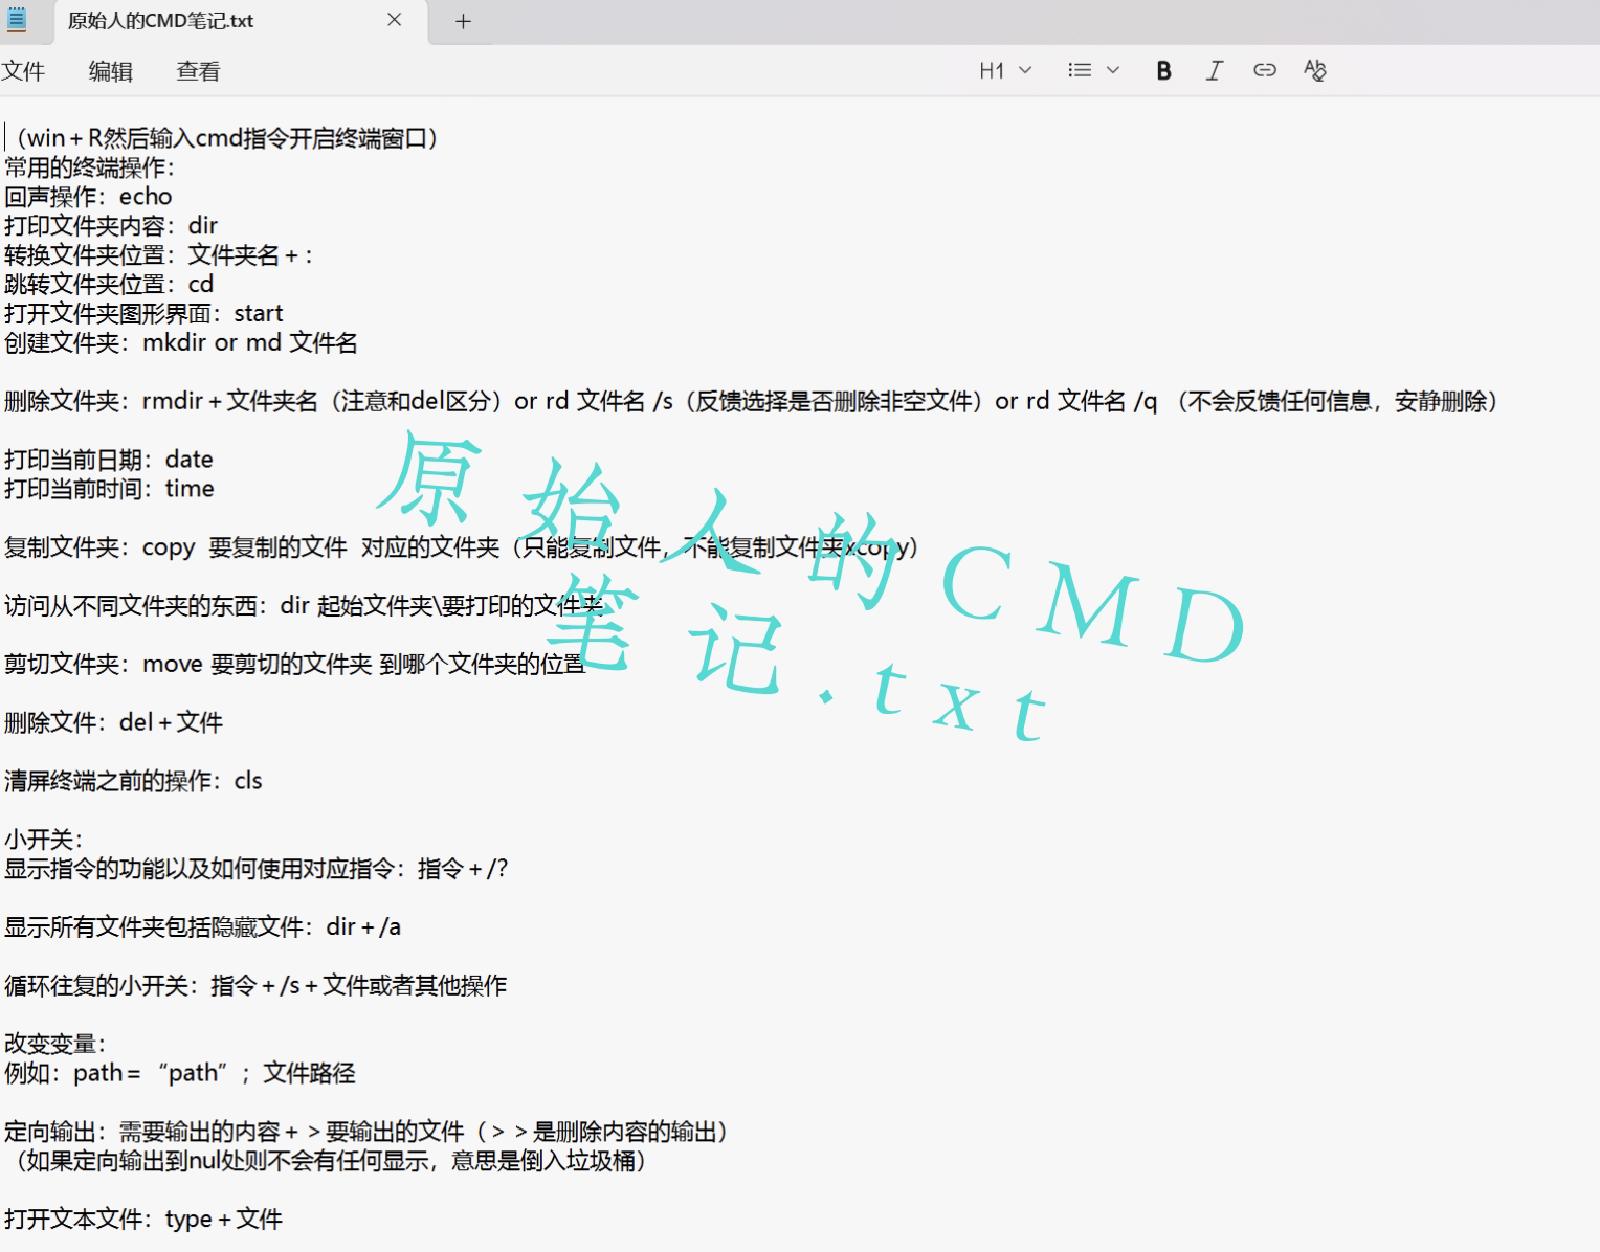 原始人的CMD笔记.txt
文件 编辑 查看 H1 B I
（win+R然后输入cmd指令开启终端窗口）
常用的终端操作：
回声操作：echo
打印文件夹内容：dir
转换文件夹位置：文件夹名+：
跳转文件夹位置：cd
打开文件夹图形界面：start
创建文件夹：mkdir or md 文件名
删除文件夹：rmdir+文件夹名（注意和del区分）or rd 文件名 /s（反馈选择是否删除非空文件）or rd 文件名 /q （不会反馈任何信息，安静删除）
打印当前日期：date
打印当前时间：time
复制文件夹：copy 要复制的文件 对应的文件夹（只能复制文件，不能复制文件夹xcopy）
访问从不同文件夹的东西：dir 起始文件夹\要打印的文件夹
剪切文件夹：move 要剪切的文件夹 到哪个文件夹的位置
删除文件：del+文件
清屏终端之前的操作：cls
小开关：
显示指令的功能以及如何使用对应指令：指令+/?
显示所有文件夹包括隐藏文件：dir+/a
循环往复的小开关：指令+/s+文件或者其他操作
改变变量：
例如：path=“path”；文件路径
定向输出：需要输出的内容+>要输出的文件（>>是删除内容的输出）
（如果定向输出到nul处则不会有任何显示，意思是倒入垃圾桶）
打开文本文件：type+文件
原始人的CMD
笔记.txt